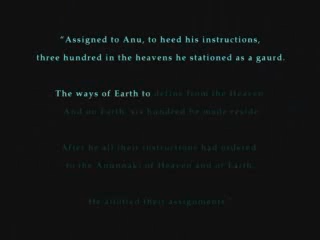 “Assigned to Anu, to heed his instructions,
three hundred in the heavens he stationed as a gaurd.
The ways of Earth to define from the Heaven
And on Earth, six hundred he made reside
After he all their instructions had ordered
to the Anunnaki of Heaven and of Earth
He allotted their assignments”